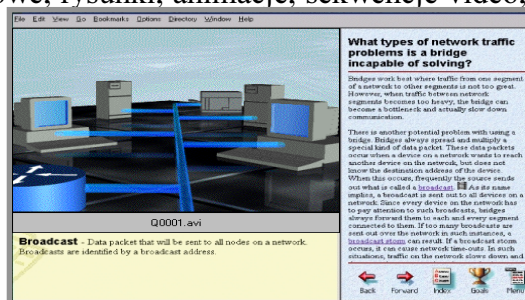 owe, rysunki, animacje, sekwencje video,
File Edit View Go Bookmarks Options Directory Window Help
What types of network traffic
problems is a bridge
incapable of solving?
Bridges work best where traffic from one segment
of a network to other segments is not too great.
However, when traffic between network
segments becomes too heavy, the bridge can
become a bottleneck and actually slow down
communication.
There is another potential problem with using a
bridge. Bridges always spread and multiply a
special kind of data packet. These data packets
occur when a device on a network wants to reach
another device on the network, but does not
know the destination address of the device.
When this occurs, frequently the source sends
out what is called a broadcast. As its name
implies, a broadcast is sent out to all devices on a
network. Since every device on the network has
to pay attention to such broadcasts, bridges
always forward them to each and every segment
connected to them. If too many broadcasts are
sent out over the network in such instances, a
broadcast storm can result. If a broadcast storm
occurs, it can cause network time-outs. In such
situations, traffic on the network slows down and
Q0001.avi
Broadcast - Data packet that will be sent to all nodes on a network.
Broadcasts are identified by a broadcast address.
Back Forward Index Goals Menu